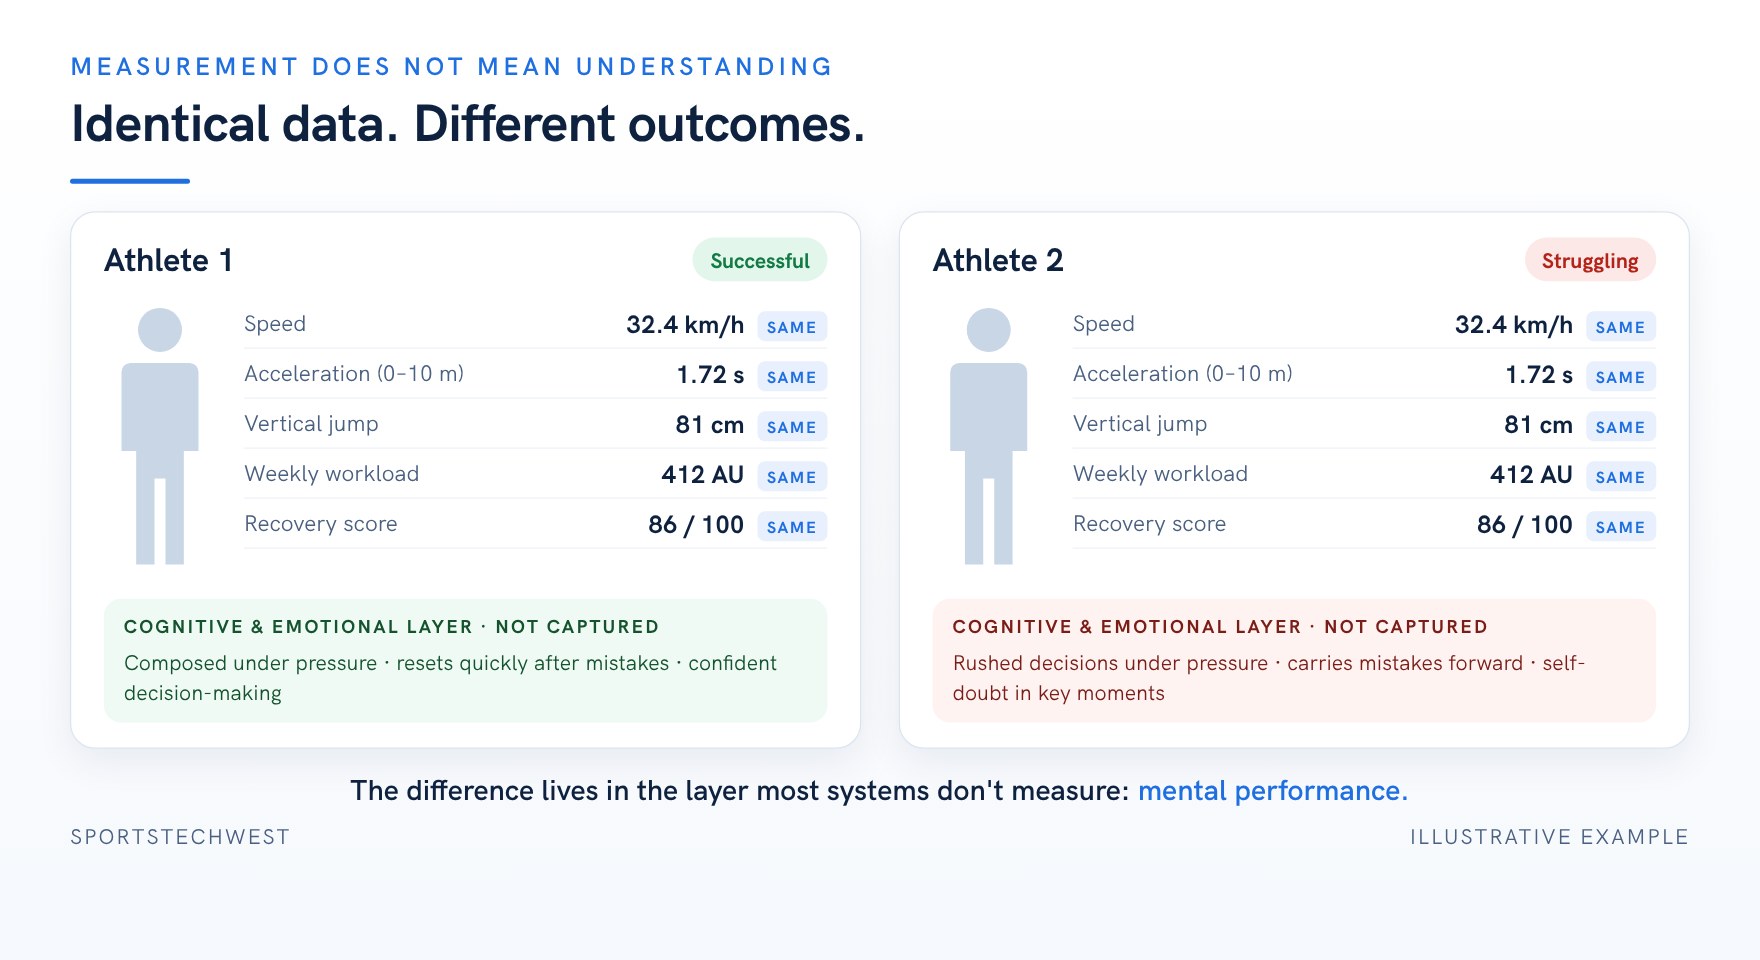 MEASUREMENT DOES NOT MEAN UNDERSTANDING
Identical data. Different outcomes.
Athlete 1
Successful
Speed 32.4 km/h SAME
Acceleration (0–10 m) 1.72 s SAME
Vertical jump 81 cm SAME
Weekly workload 412 AU SAME
Recovery score 86 / 100 SAME
COGNITIVE & EMOTIONAL LAYER · NOT CAPTURED
Composed under pressure · resets quickly after mistakes · confident
decision-making
Athlete 2
Struggling
Speed 32.4 km/h SAME
Acceleration (0–10 m) 1.72 s SAME
Vertical jump 81 cm SAME
Weekly workload 412 AU SAME
Recovery score 86 / 100 SAME
COGNITIVE & EMOTIONAL LAYER · NOT CAPTURED
Rushed decisions under pressure · carries mistakes forward · self-
doubt in key moments
The difference lives in the layer most systems don't measure: mental performance.
SPORTSTECHWEST
ILLUSTRATIVE EXAMPLE